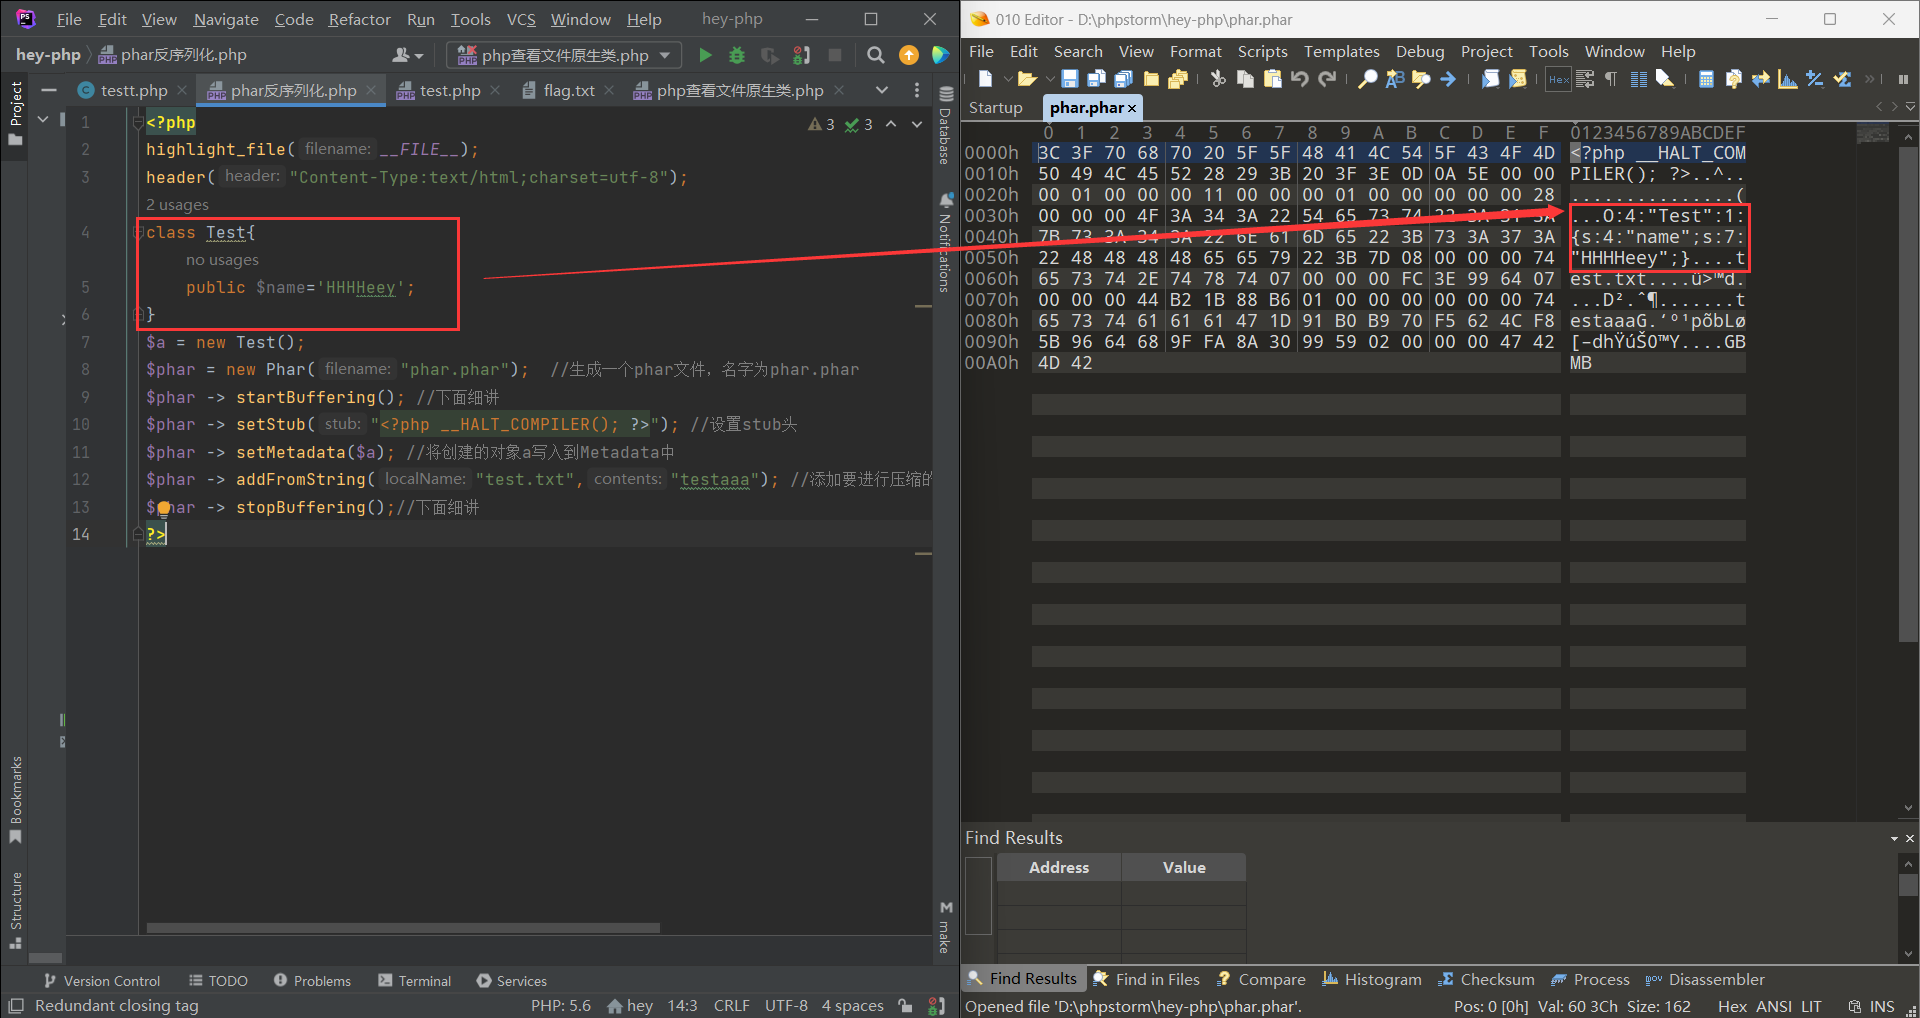 File Edit View Navigate Code Refactor Run Tools VCS Window Help hey-php
hey-php phar反序列化.php php查看文件原生类.php
testt.php phar反序列化.php test.php flag.txt php查看文件原生类.php
Project
Bookmarks
Structure
1 <?php
3 3
2 highlight_file( filename: __FILE__);
3 header( header: "Content-Type:text/html;charset=utf-8");
2 usages
4 class Test{
no usages
5 public $name='HHHHeey';
6 }
7 $a = new Test();
8 $phar = new Phar( filename: "phar.phar"); //生成一个phar文件，名字为phar.phar
9 $phar -> startBuffering(); //下面细讲
10 $phar -> setStub( stub: "<?php __HALT_COMPILER(); ?>"); //设置stub头
11 $phar -> setMetadata($a); //将创建的对象a写入到Metadata中
12 $phar -> addFromString( localName: "test.txt", contents: "testaaa"); //添加要进行压缩的
13 $phar -> stopBuffering();//下面细讲
14 ?>
Database
Notifications
make
Version Control TODO Problems Terminal Services
Redundant closing tag PHP: 5.6 hey 14:3 CRLF UTF-8 4 spaces
010 Editor - D:\phpstorm\hey-php\phar.phar
File Edit Search View Format Scripts Templates Debug Project Tools Window Help
Hex
Startup phar.phar
0 1 2 3 4 5 6 7 8 9 A B C D E F 0123456789ABCDEF
0000h 3C 3F 70 68 70 20 5F 5F 48 41 4C 54 5F 43 4F 4D <?php __HALT_COM
0010h 50 49 4C 45 52 28 29 3B 20 3F 3E 0D 0A 5E 00 00 PILER(); ?>..^..
0020h 00 01 00 00 00 11 00 00 00 01 00 00 00 00 00 28 ...............(
0030h 00 00 00 4F 3A 34 3A 22 54 65 73 74 22 3A 31 3A ...O:4:"Test":1:
0040h 7B 73 3A 34 3A 22 6E 61 6D 65 22 3B 73 3A 37 3A {s:4:"name";s:7:
0050h 22 48 48 48 48 65 65 79 22 3B 7D 08 00 00 00 74 "HHHHeey";}....t
0060h 65 73 74 2E 74 78 74 07 00 00 00 FC 3E 99 64 07 est.txt....ü>™d.
0070h 00 00 00 44 B2 1B 88 B6 01 00 00 00 00 00 00 74 ...D².ˆ¶.......t
0080h 65 73 74 61 61 61 47 1D 91 B0 B9 70 F5 62 4C F8 estaaaG.‘°¹põbLø
0090h 5B 96 64 68 9F FA 8A 30 99 59 02 00 00 00 47 42 [–dhŸúŠ0™Y....GB
00A0h 4D 42 MB
Find Results
Address Value
Find Results Find in Files Compare Histogram Checksum Process Disassembler
Opened file 'D:\phpstorm\hey-php\phar.phar'. Pos: 0 [0h] Val: 60 3Ch Size: 162 Hex ANSI LIT INS